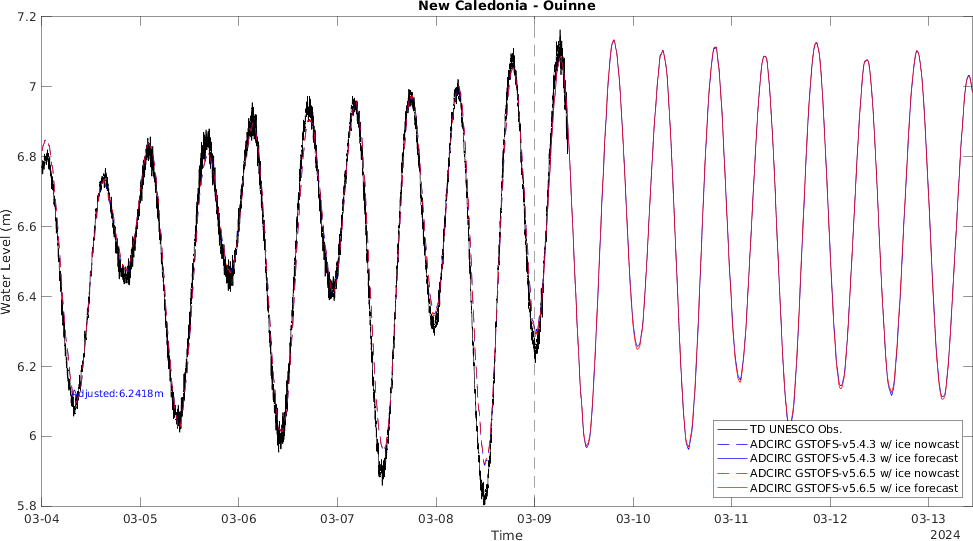 New Caledonia - Ouinne
7.2
7
6.8
6.6
6.4
6.2
6
5.8
Water Level (m)
Adjusted:6.2418m
TD UNESCO Obs.
ADCIRC GSTOFS-v5.4.3 w/ ice nowcast
ADCIRC GSTOFS-v5.4.3 w/ ice forecast
ADCIRC GSTOFS-v5.6.5 w/ ice nowcast
ADCIRC GSTOFS-v5.6.5 w/ ice forecast
03-04 03-05 03-06 03-07 03-08 03-09 03-10 03-11 03-12 03-13
Time 2024